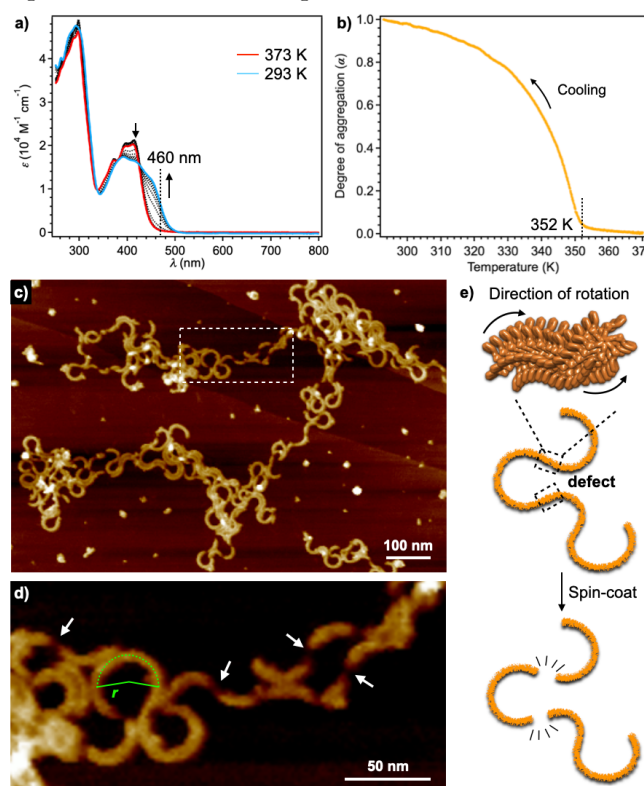 a)
373 K
293 K
460 nm
ε (10⁴ M⁻¹ cm⁻¹)
4
3
2
1
0
300
400
500
600
700
800
λ (nm)
b)
Degree of aggregation (α)
1.0
0.8
0.6
0.4
0.2
0.0
Cooling
352 K
300
310
320
330
340
350
360
Temperature (K)
c)
100 nm
d)
r
50 nm
e)
Direction of rotation
defect
Spin-coat